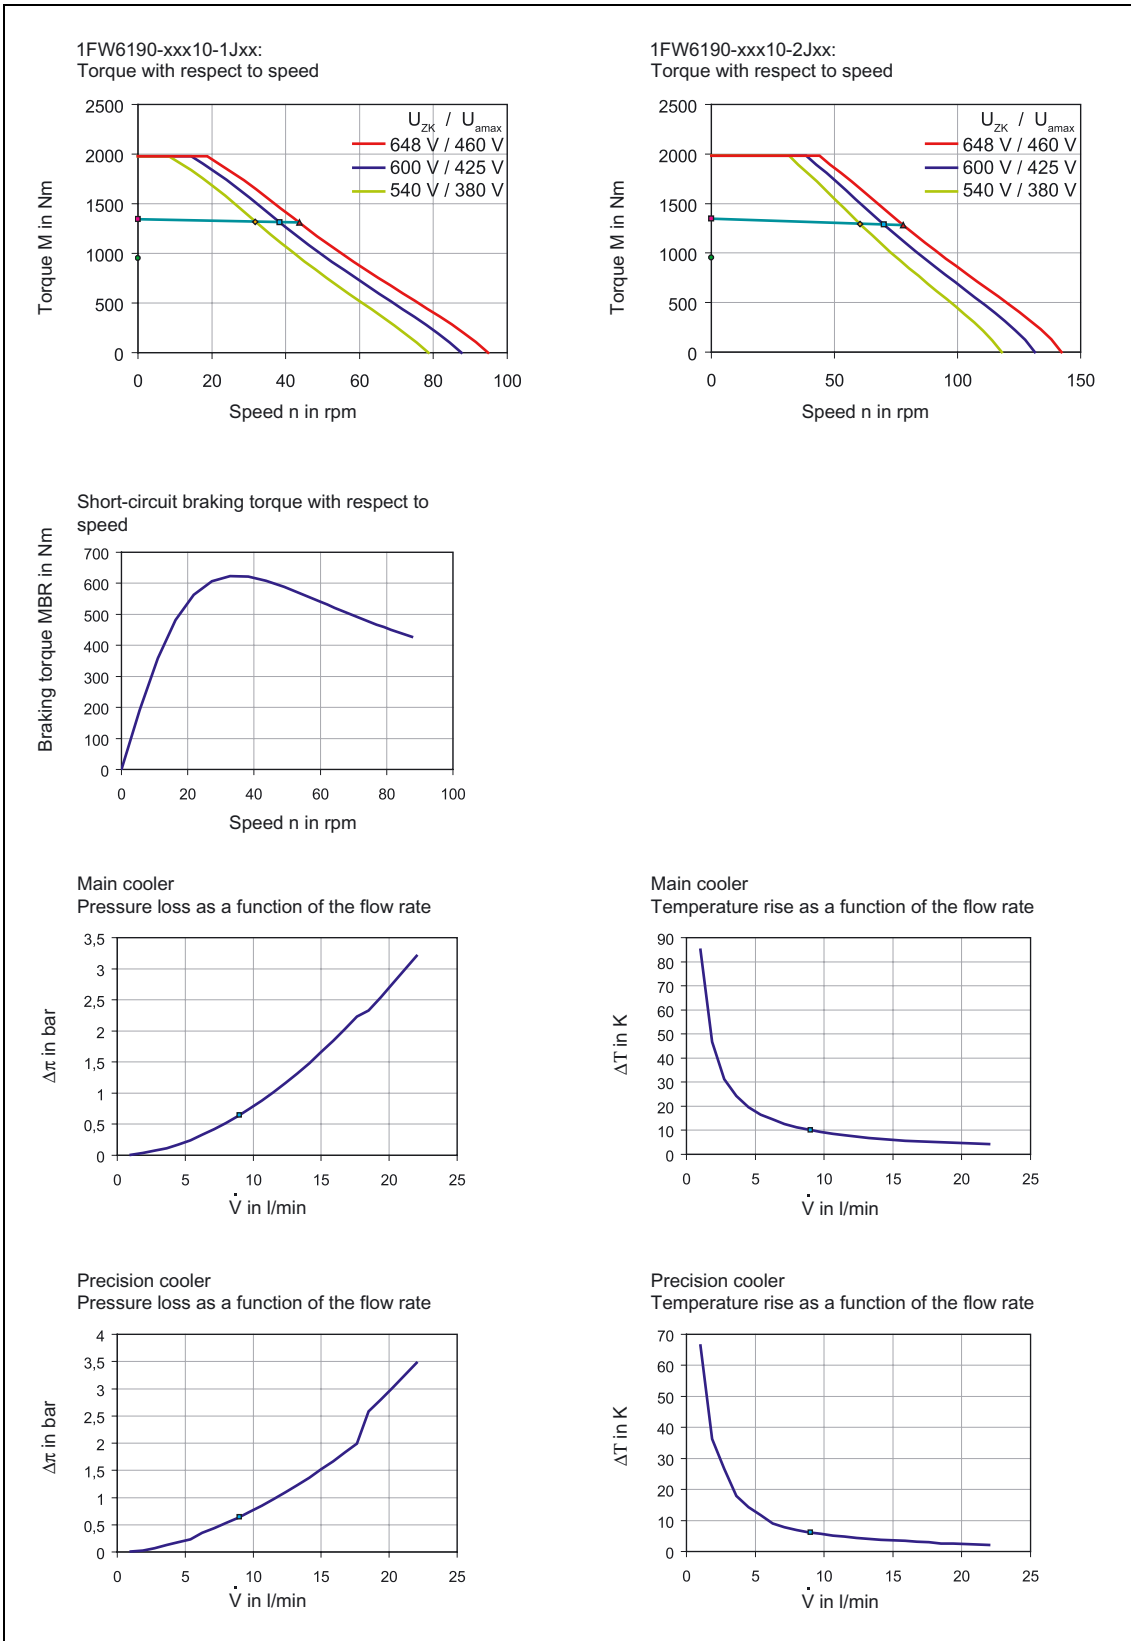 1FW6190-xxx10-1Jxx:
Torque with respect to speed
Torque M in Nm
2500
2000
1500
1000
500
0
U_ZK / U_amax
648 V / 460 V
600 V / 425 V
540 V / 380 V
0 20 40 60 80 100
Speed n in rpm
1FW6190-xxx10-2Jxx:
Torque with respect to speed
Torque M in Nm
2500
2000
1500
1000
500
0
U_ZK / U_amax
648 V / 460 V
600 V / 425 V
540 V / 380 V
0 50 100 150
Speed n in rpm
Short-circuit braking torque with respect to
speed
Braking torque MBR in Nm
700
600
500
400
300
200
100
0
0 20 40 60 80 100
Speed n in rpm
Main cooler
Pressure loss as a function of the flow rate
Δπ in bar
3,5
3
2,5
2
1,5
1
0,5
0
0 5 10 15 20 25
V̇ in l/min
Main cooler
Temperature rise as a function of the flow rate
ΔT in K
90
80
70
60
50
40
30
20
10
0
0 5 10 15 20 25
V̇ in l/min
Precision cooler
Pressure loss as a function of the flow rate
Δπ in bar
4
3,5
3
2,5
2
1,5
1
0,5
0
0 5 10 15 20 25
V̇ in l/min
Precision cooler
Temperature rise as a function of the flow rate
ΔT in K
70
60
50
40
30
20
10
0
0 5 10 15 20 25
V̇ in l/min